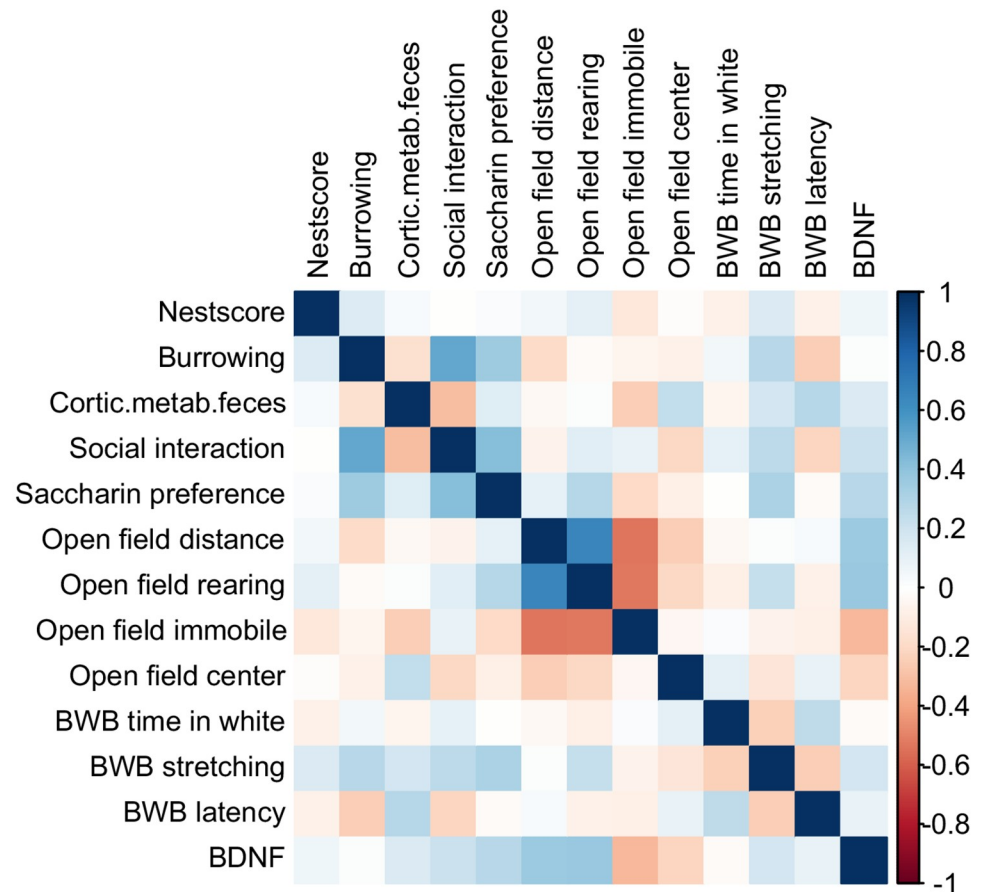 Nestscore
Burrowing
Cortic.metab.feces
Social interaction
Saccharin preference
Open field distance
Open field rearing
Open field immobile
Open field center
BWB time in white
BWB stretching
BWB latency
BDNF
Nestscore
Burrowing
Cortic.metab.feces
Social interaction
Saccharin preference
Open field distance
Open field rearing
Open field immobile
Open field center
BWB time in white
BWB stretching
BWB latency
BDNF
1
0.8
0.6
0.4
0.2
0
-0.2
-0.4
-0.6
-0.8
-1